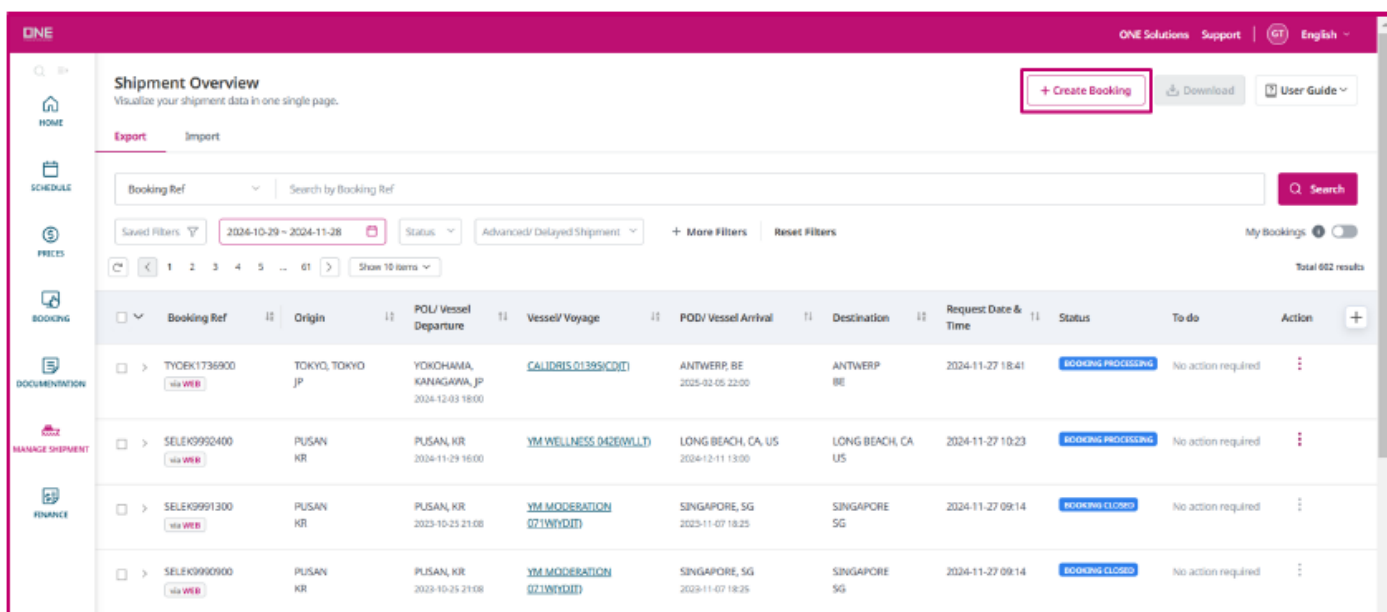 ONE
ONE Solutions Support GT English
Shipment Overview
Visualize your shipment data in one single page.
+ Create Booking
Download
User Guide
HOME
Export Import
SCHEDULE
Booking Ref Search by Booking Ref Search
PRICES
Saved Filters 2024-10-29 ~ 2024-11-28 Status Advanced/ Delayed Shipment + More Filters Reset Filters My Bookings
1 2 3 4 5 ... 61 Show 10 items Total 602 results
BOOKING
Booking Ref Origin POL/ Vessel Departure Vessel/ Voyage POD/ Vessel Arrival Destination Request Date & Time Status To do Action
DOCUMENTATION
TYOEK1736900 TOKYO, TOKYO YOKOHAMA, CALIDRIS 0139S(CDIT) ANTWERP, BE ANTWERP 2024-11-27 18:41 BOOKING PROCESSING No action required
via WEB JP KANAGAWA, JP 2025-02-05 22:00 BE
2024-12-03 18:00
MANAGE SHIPMENT
SELEK9992400 PUSAN PUSAN, KR YM WELLNESS 042E(WLLT) LONG BEACH, CA, US LONG BEACH, CA 2024-11-27 10:23 BOOKING PROCESSING No action required
via WEB KR 2024-11-29 16:00 2024-12-11 13:00 US
FINANCE
SELEK9991300 PUSAN PUSAN, KR YM MODERATION SINGAPORE, SG SINGAPORE 2024-11-27 09:14 BOOKING CLOSED No action required
via WEB KR 2023-10-25 21:08 071W(YDIT) 2023-11-07 18:25 SG
SELEK9990900 PUSAN PUSAN, KR YM MODERATION SINGAPORE, SG SINGAPORE 2024-11-27 09:14 BOOKING CLOSED No action required
via WEB KR 2023-10-25 21:08 071W(YDIT) 2023-11-07 18:25 SG